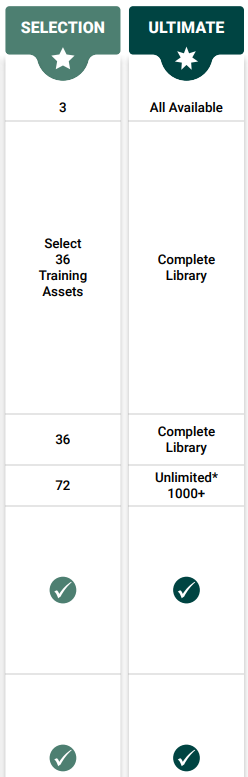 SELECTION ULTIMATE
3 All Available
Select
36
Training
Assets
Complete
Library
36
Complete
Library
72
Unlimited*
1000+